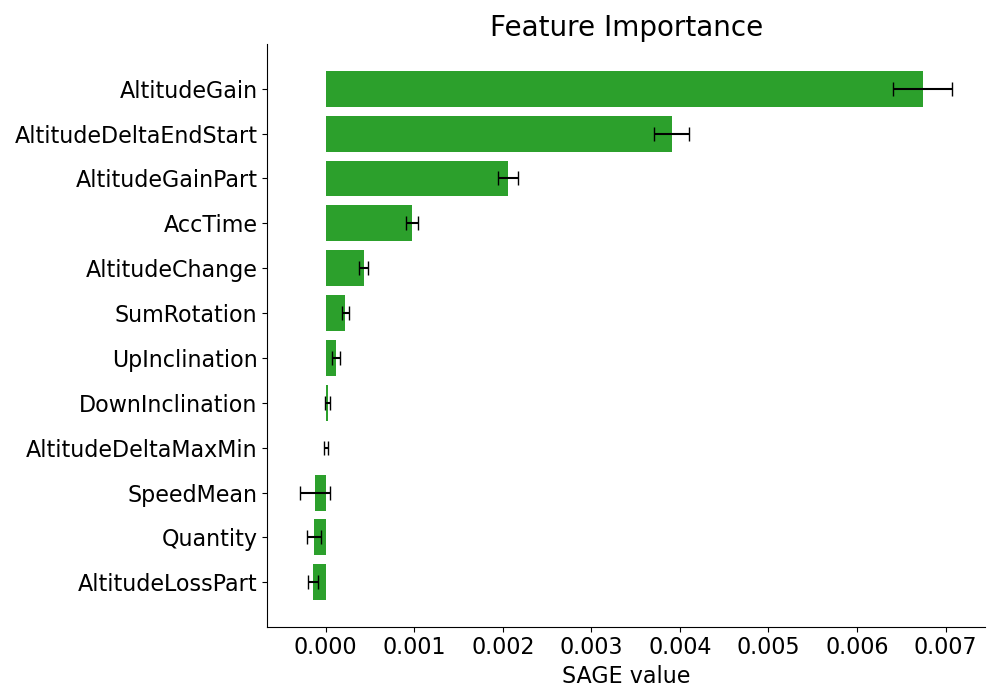 Feature Importance
AltitudeGain
AltitudeDeltaEndStart
AltitudeGainPart
AccTime
AltitudeChange
SumRotation
UpInclination
DownInclination
AltitudeDeltaMaxMin
SpeedMean
Quantity
AltitudeLossPart
0.000 0.001 0.002 0.003 0.004 0.005 0.006 0.007
SAGE value